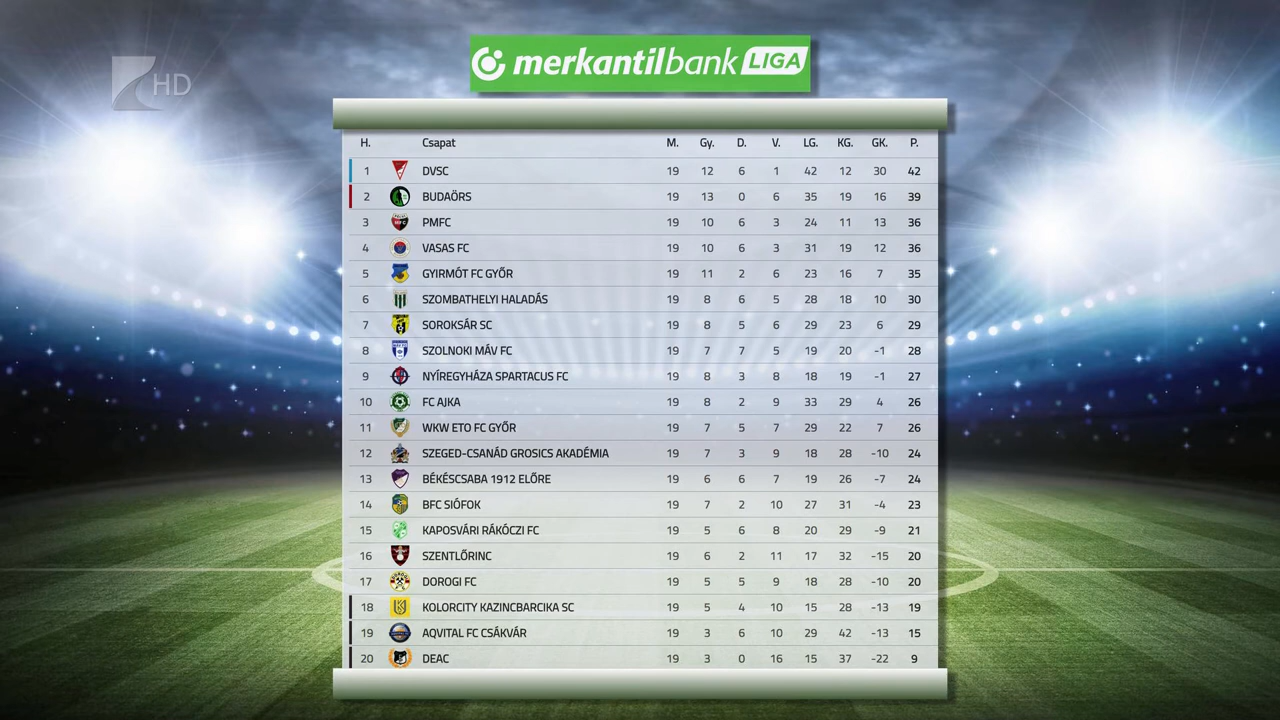 HD
merkantilbank LIGA
H. Csapat M. Gy. D. V. LG. KG. GK. P.
1 DVSC 19 12 6 1 42 12 30 42
2 BUDAÖRS 19 13 0 6 35 19 16 39
3 PMFC 19 10 6 3 24 11 13 36
4 VASAS FC 19 10 6 3 31 19 12 36
5 GYIRMÓT FC GYŐR 19 11 2 6 23 16 7 35
6 SZOMBATHELYI HALADÁS 19 8 6 5 28 18 10 30
7 SOROKSÁR SC 19 8 5 6 29 23 6 29
8 SZOLNOKI MÁV FC 19 7 7 5 19 20 -1 28
9 NYÍREGYHÁZA SPARTACUS FC 19 8 3 8 18 19 -1 27
10 FC AJKA 19 8 2 9 33 29 4 26
11 WKW ETO FC GYŐR 19 7 5 7 29 22 7 26
12 SZEGED-CSANÁD GROSICS AKADÉMIA 19 7 3 9 18 28 -10 24
13 BÉKÉSCSABA 1912 ELŐRE 19 6 6 7 19 26 -7 24
14 BFC SIÓFOK 19 7 2 10 27 31 -4 23
15 KAPOSVÁRI RÁKÓCZI FC 19 5 6 8 20 29 -9 21
16 SZENTLŐRINC 19 6 2 11 17 32 -15 20
17 DOROGI FC 19 5 5 9 18 28 -10 20
18 KOLORCITY KAZINCBARCIKA SC 19 5 4 10 15 28 -13 19
19 AQVITAL FC CSÁKVÁR 19 3 6 10 29 42 -13 15
20 DEAC 19 3 0 16 15 37 -22 9